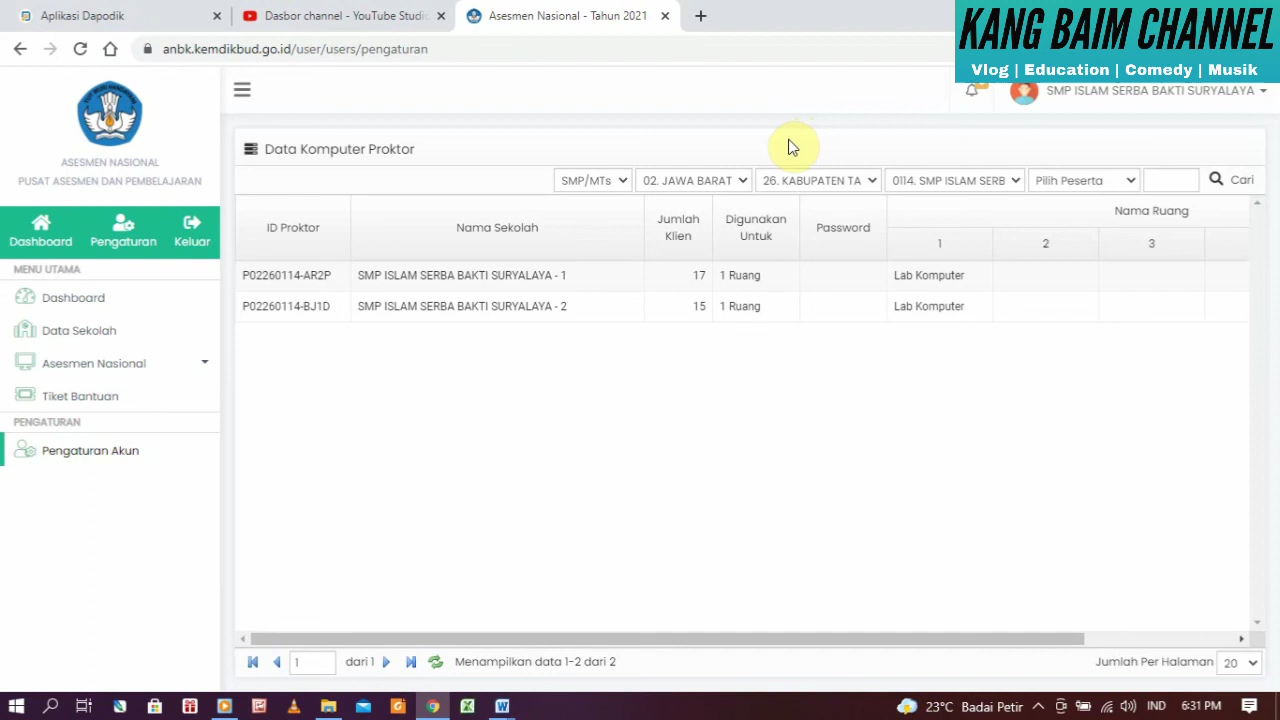 Aplikasi Dapodik
Dasbor channel - YouTube Studio
Asesmen Nasional - Tahun 2021
anbk.kemdikbud.go.id/user/users/pengaturan
KANG BAIM CHANNEL
Vlog | Education | Comedy | Musik
SMP ISLAM SERBA BAKTI SURYALAYA
ASESMEN NASIONAL
PUSAT ASESMEN DAN PEMBELAJARAN
Dashboard Pengaturan Keluar
MENU UTAMA
Dashboard
Data Sekolah
Asesmen Nasional
Tiket Bantuan
PENGATURAN
Pengaturan Akun
Data Komputer Proktor
SMP/MTs 02. JAWA BARAT 26. KABUPATEN TA 0114. SMP ISLAM SERB Pilih Peserta Cari
ID Proktor Nama Sekolah Jumlah Klien Digunakan Untuk Password Nama Ruang
1 2 3
P02260114-AR2P SMP ISLAM SERBA BAKTI SURYALAYA - 1 17 1 Ruang Lab Komputer
P02260114-BJ1D SMP ISLAM SERBA BAKTI SURYALAYA - 2 15 1 Ruang Lab Komputer
1 dari 1 Menampilkan data 1-2 dari 2 Jumlah Per Halaman 20
23°C Badai Petir IND 6:31 PM